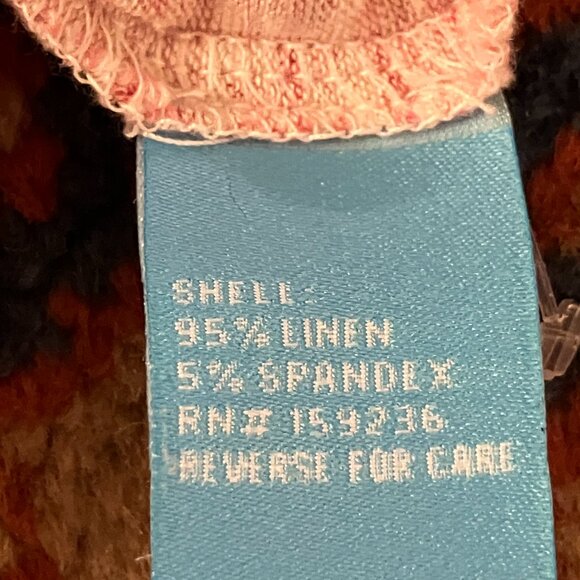 SHELL:
95% LINEN
5% SPANDEX
RN# 159236
REVERSE FOR CARE